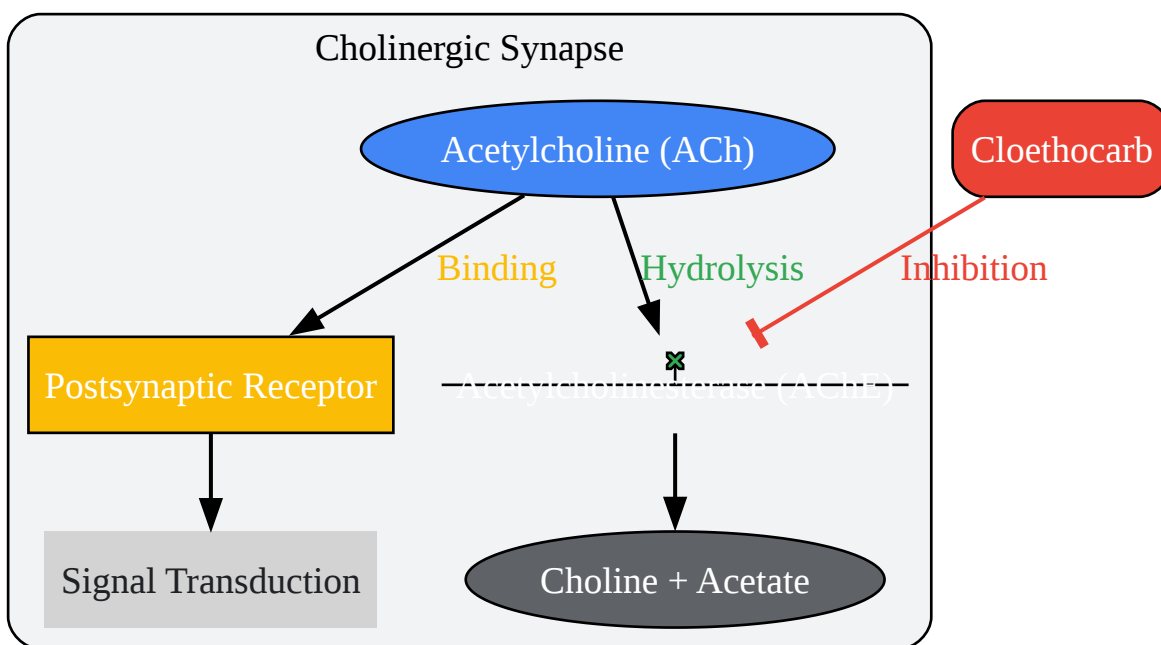 Cholinergic Synapse
Acetylcholine (ACh)
Cloethocarb
Binding
Hydrolysis
Inhibition
Postsynaptic Receptor
Acetylcholinesterase (AChE)
Signal Transduction
Choline + Acetate